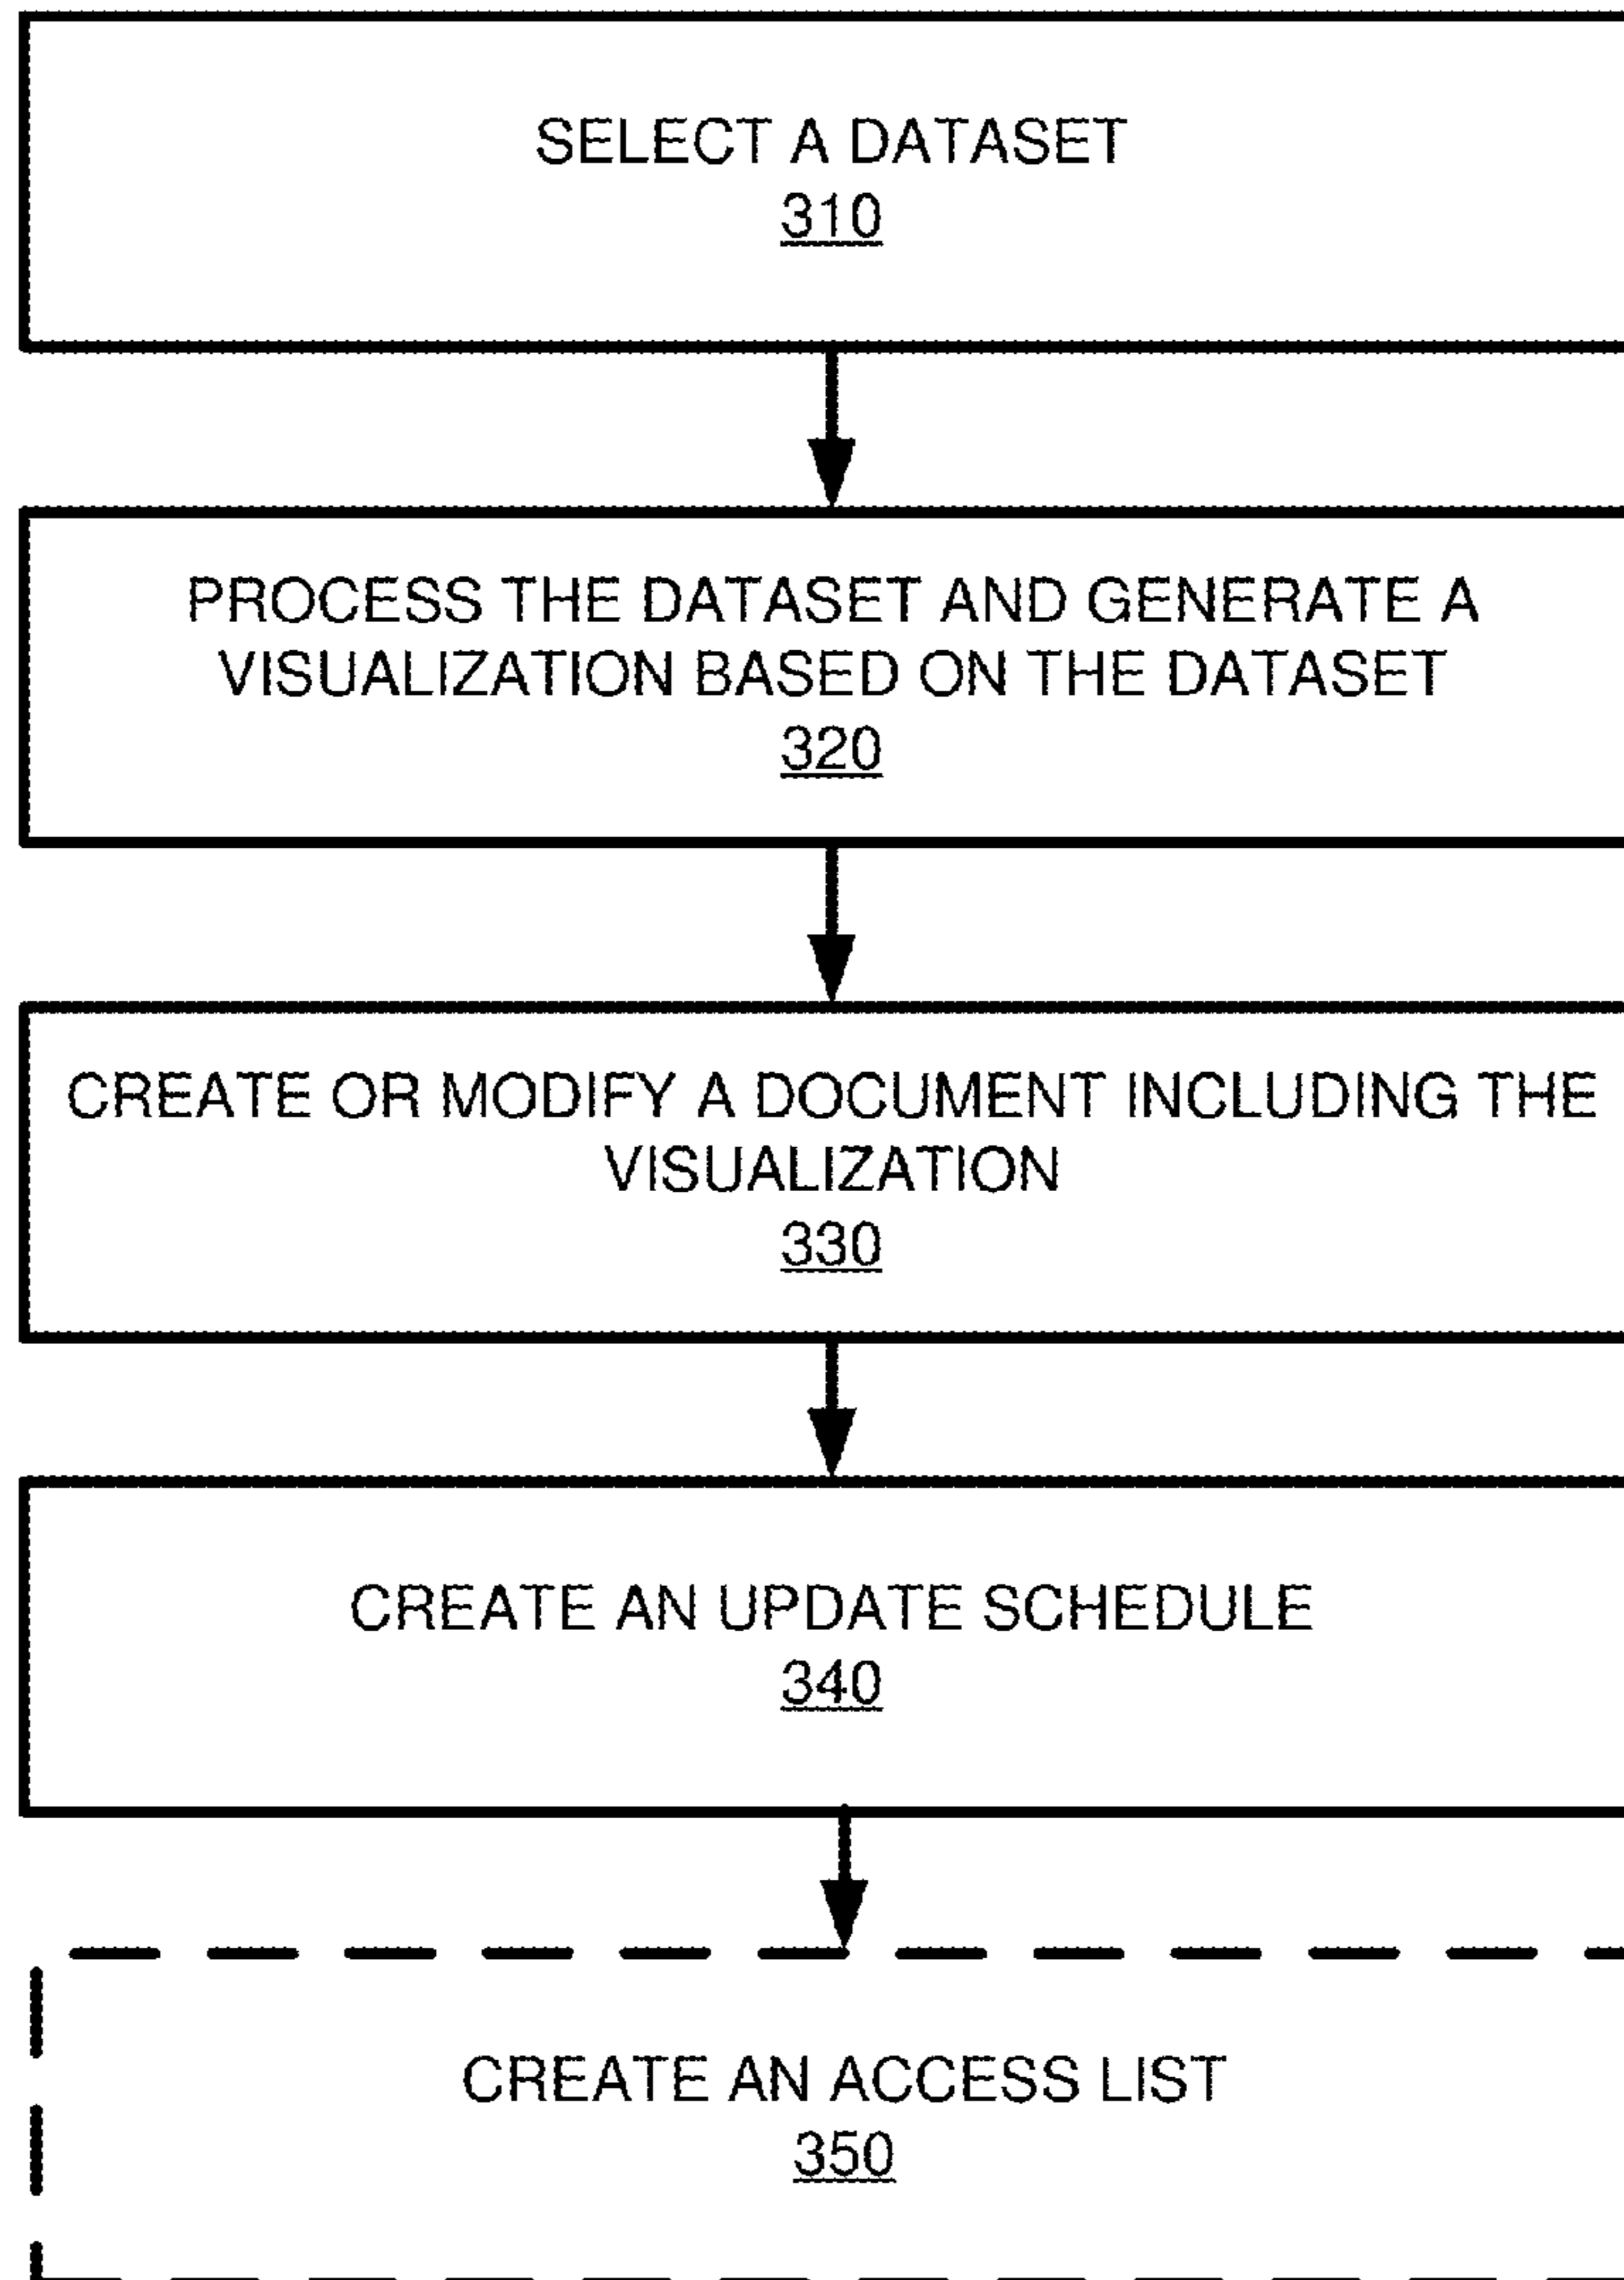 SELECT A DATASET
310
PROCESS THE DATASET AND GENERATE A
VISUALIZATION BASED ON THE DATASET
320
CREATE OR MODIFY A DOCUMENT INCLUDING THE
VISUALIZATION
330
CREATE AN UPDATE SCHEDULE
340
CREATE AN ACCESS LIST
350